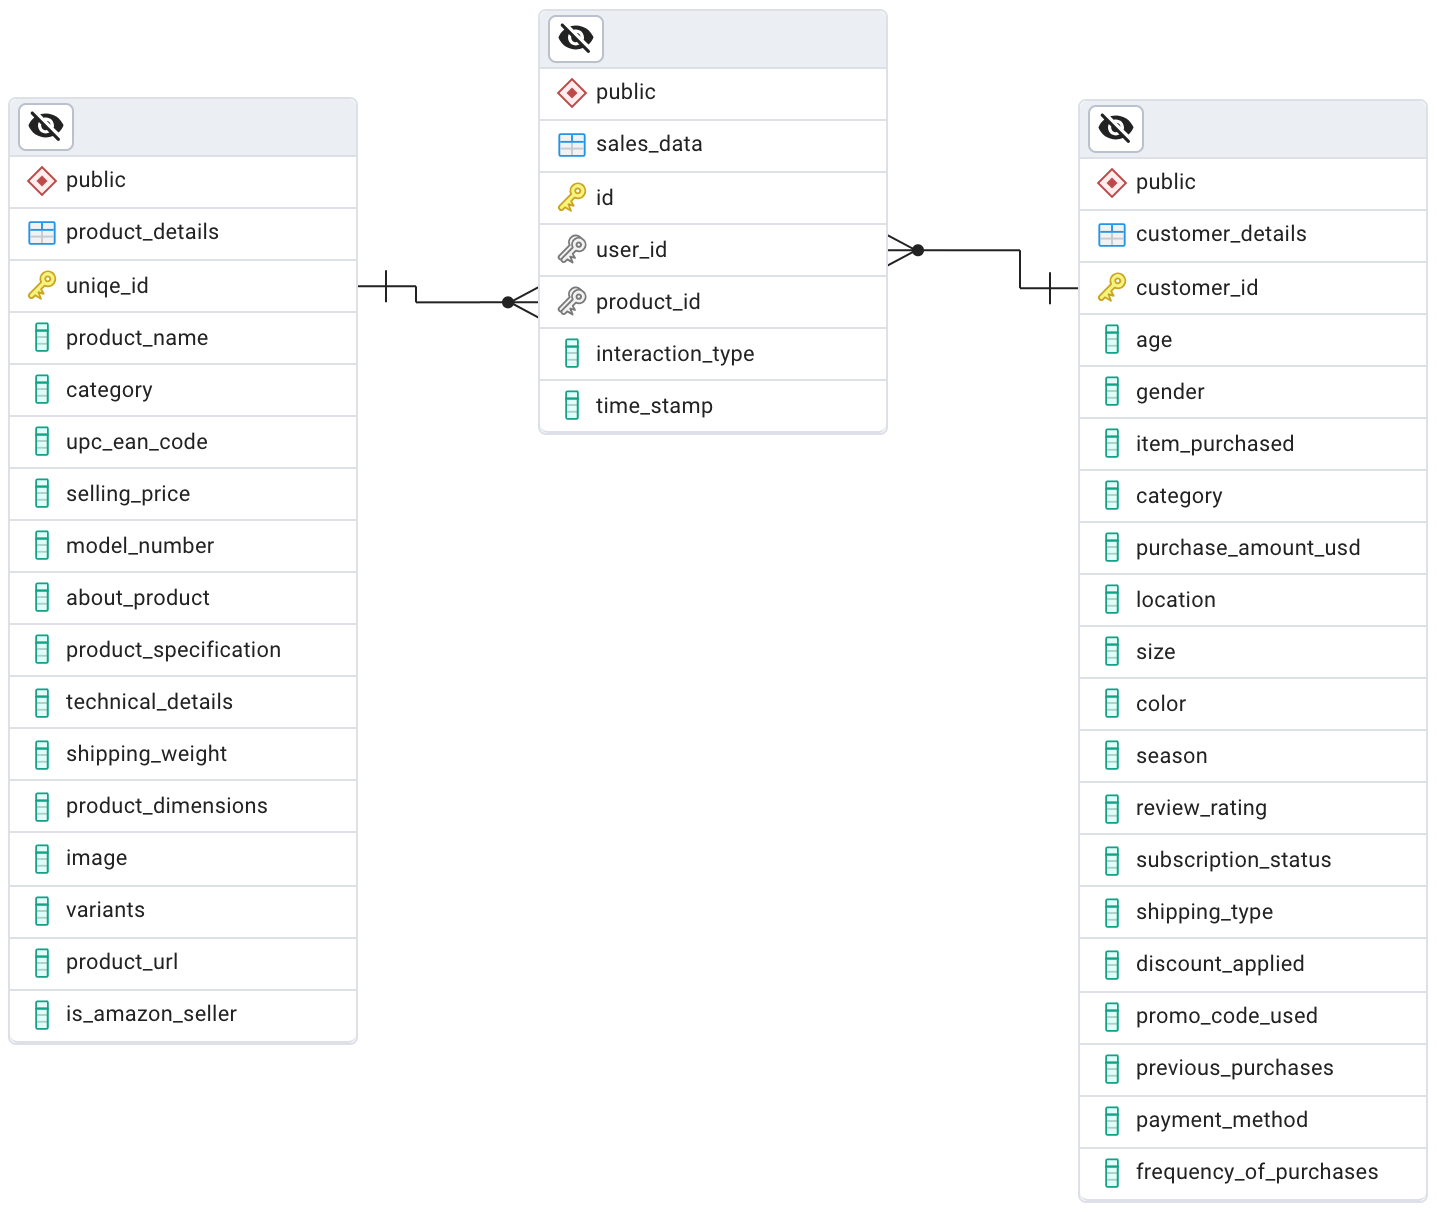 public
product_details
uniqe_id
product_name
category
upc_ean_code
selling_price
model_number
about_product
product_specification
technical_details
shipping_weight
product_dimensions
image
variants
product_url
is_amazon_seller
public
sales_data
id
user_id
product_id
interaction_type
time_stamp
public
customer_details
customer_id
age
gender
item_purchased
category
purchase_amount_usd
location
size
color
season
review_rating
subscription_status
shipping_type
discount_applied
promo_code_used
previous_purchases
payment_method
frequency_of_purchases